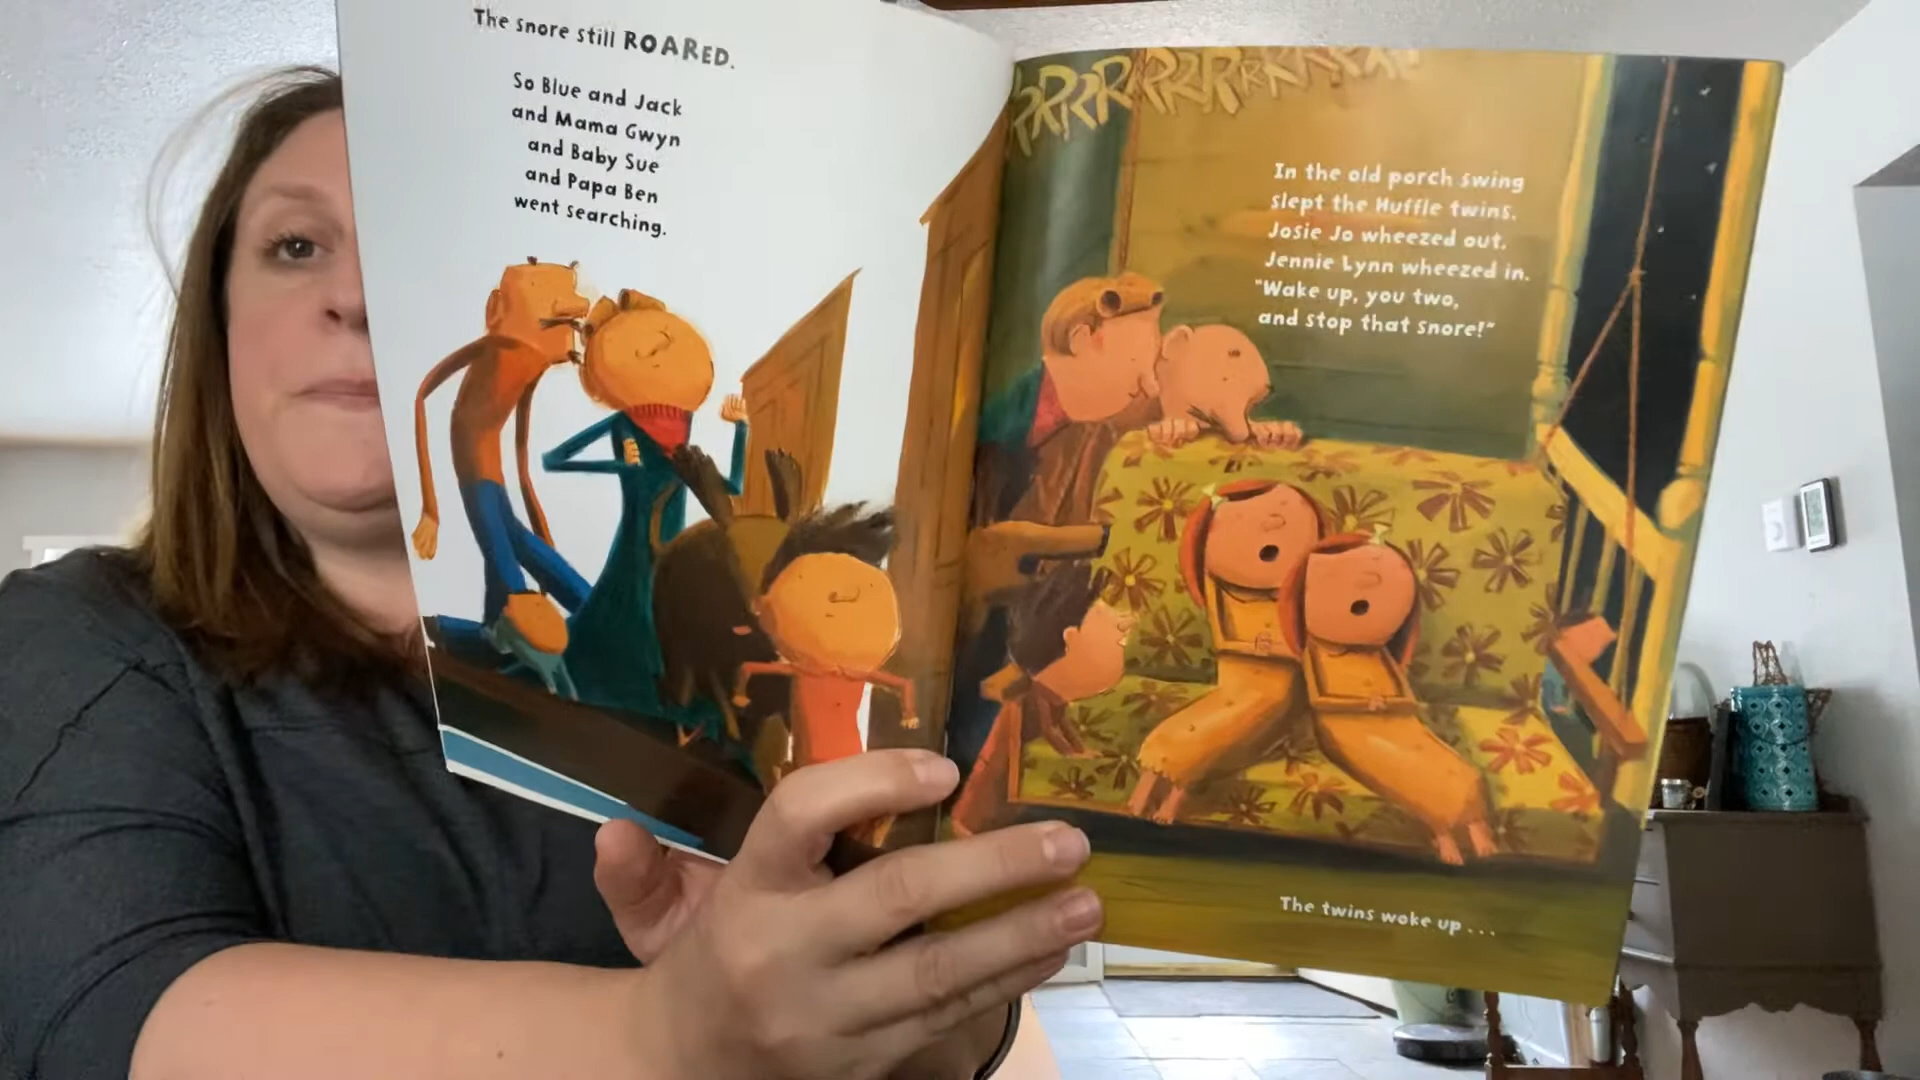 The snore still ROARED.
So Blue and Jack
and Mama Gwyn
and Baby Sue
and Papa Ben
went searching.
RRRRRRRRRRRR
In the old porch swing
slept the Huffle twins.
Josie Jo wheezed out.
Jennie Lynn wheezed in.
"Wake up, you two,
and stop that snore!"
The twins woke up...